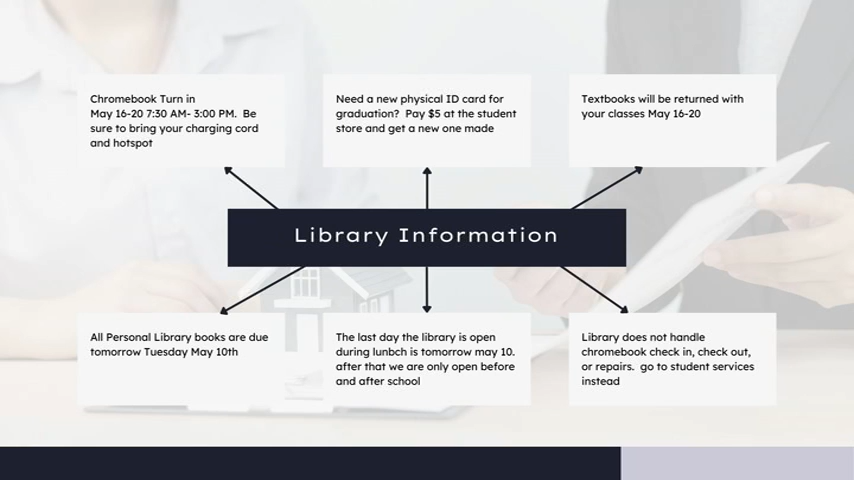 Chromebook Turn in
May 16-20 7:30 AM- 3:00 PM.  Be
sure to bring your charging cord
and hotspot
Need a new physical ID card for
graduation?  Pay $5 at the student
store and get a new one made
Textbooks will be returned with
your classes May 16-20
Library Information
All Personal Library books are due
tomorrow Tuesday May 10th
The last day the library is open
during lunbch is tomorrow may 10.
after that we are only open before
and after school
Library does not handle
chromebook check in, check out,
or repairs.  go to student services
instead